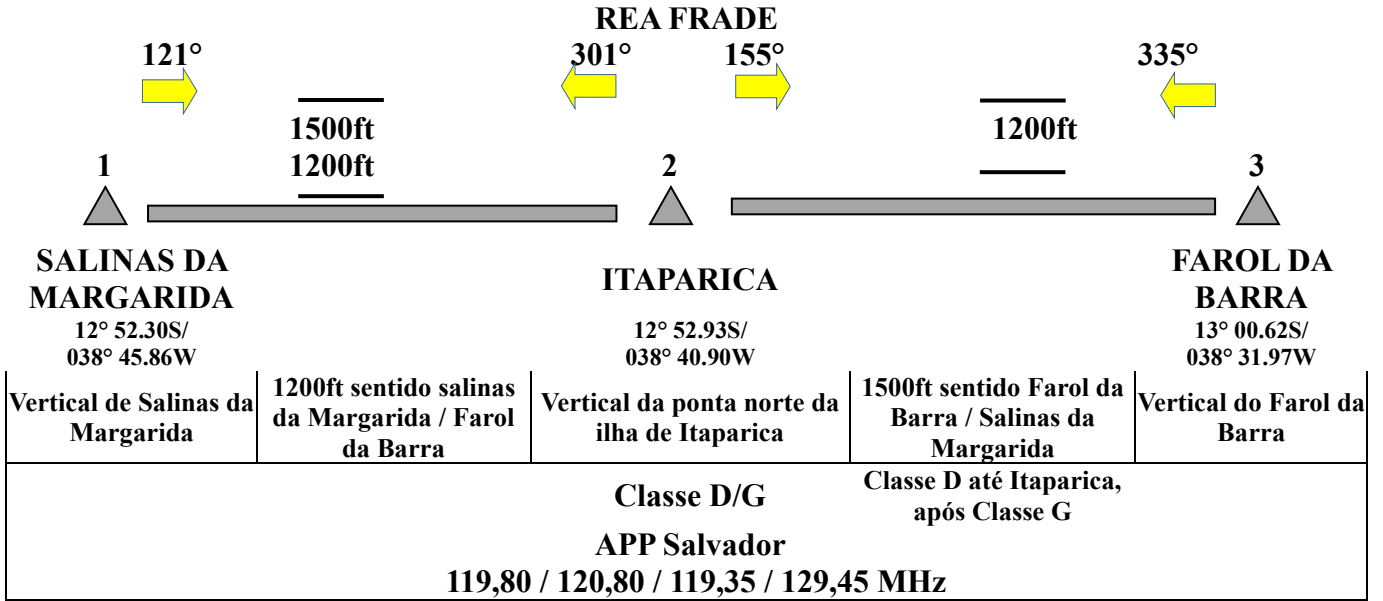 REA FRADE
121°
301°
155°
335°
1500ft
1200ft
1200ft
1
2
3
SALINAS DA
MARGARIDA
12° 52.30S/
038° 45.86W
ITAPARICA
12° 52.93S/
038° 40.90W
FAROL DA
BARRA
13° 00.62S/
038° 31.97W
Vertical de Salinas da
Margarida
1200ft sentido salinas
da Margarida / Farol
da Barra
Vertical da ponta norte da
ilha de Itaparica
1500ft sentido Farol da
Barra / Salinas da
Margarida
Vertical do Farol da
Barra
Classe D/G
Classe D até Itaparica,
após Classe G
APP Salvador
119,80 / 120,80 / 119,35 / 129,45 MHz